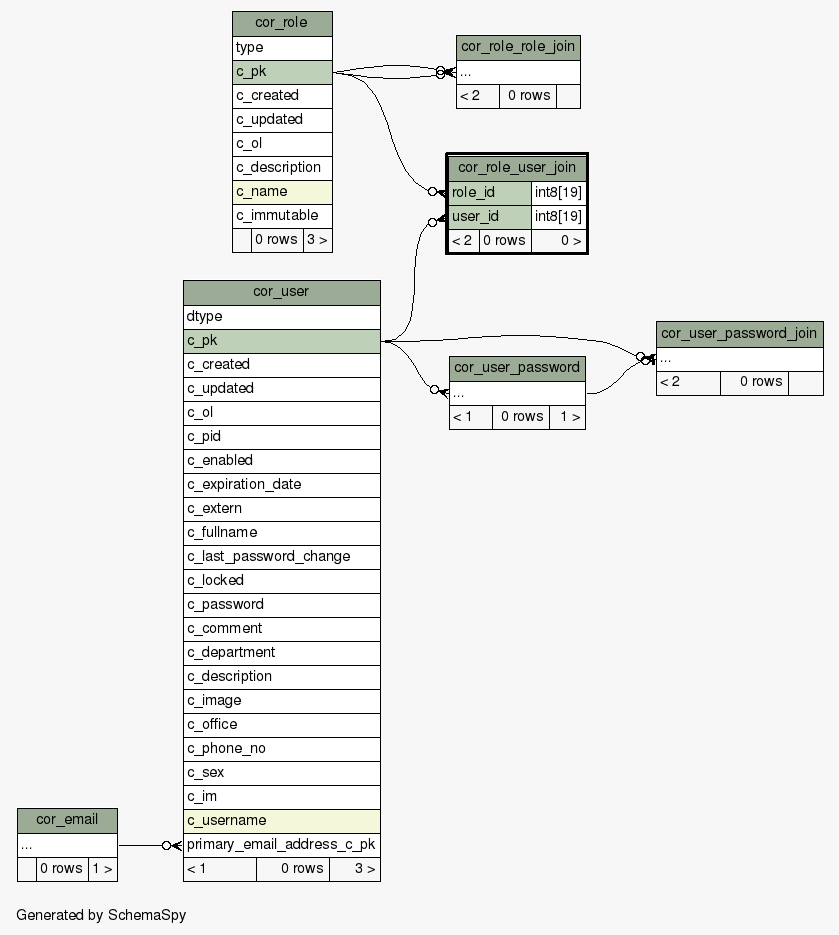 cor_role
type
c_pk
c_created
c_updated
c_ol
c_description
c_name
c_immutable
0 rows 3 >
cor_role_role_join
...
< 2 0 rows
cor_role_user_join
role_id int8[19]
user_id int8[19]
< 2 0 rows 0 >
cor_user
dtype
c_pk
c_created
c_updated
c_ol
c_pid
c_enabled
c_expiration_date
c_extern
c_fullname
c_last_password_change
c_locked
c_password
c_comment
c_department
c_description
c_image
c_office
c_phone_no
c_sex
c_im
c_username
primary_email_address_c_pk
< 1 0 rows 3 >
cor_user_password
...
< 1 0 rows 1 >
cor_user_password_join
...
< 2 0 rows
cor_email
...
0 rows 1 >
Generated by SchemaSpy